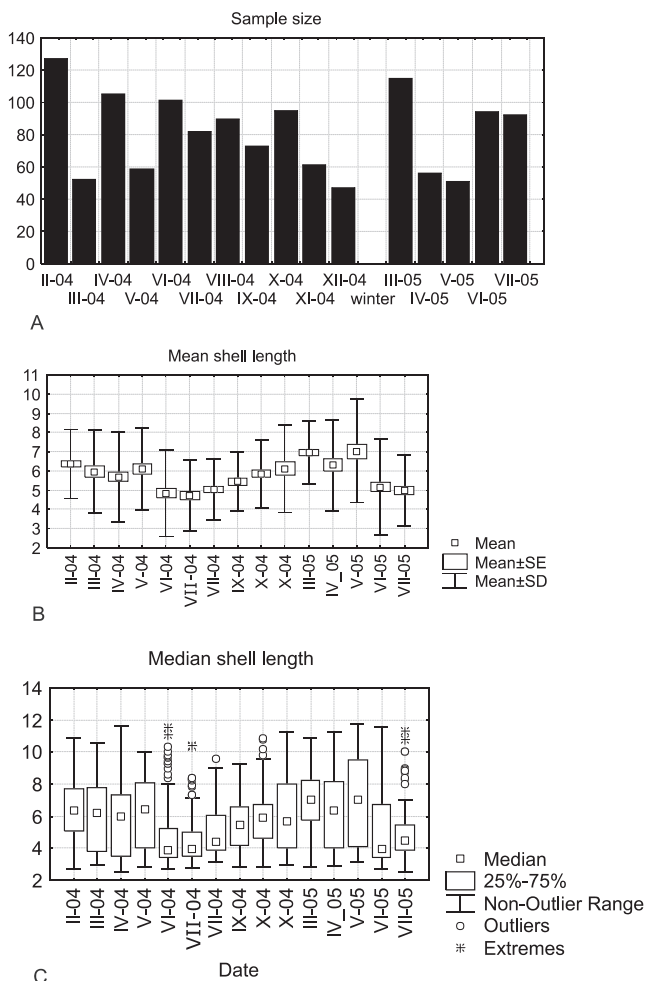 Sample size
140
120
100
80
60
40
20
0
II-04 IV-04 VI-04 VIII-04 X-04 XII-04 III-05 V-05 VII-05
III-04 V-04 VII-04 IX-04 XI-04 winter IV-05 VI-05
A
Mean shell length
11
10
9
8
7
6
5
4
3
2
II-04 III-04 IV-04 V-04 VI-04 VII-04 VII-04 IX-04 X-04 X-04 III-05 IV_05 V-05 VI-05 VII-05
Mean
Mean±SE
Mean±SD
B
Median shell length
14
12
10
8
6
4
2
II-04 III-04 IV-04 V-04 VI-04 VII-04 VII-04 IX-04 X-04 X-04 III-05 IV_05 V-05 VI-05 VII-05
Median
25%-75%
Non-Outlier Range
Outliers
Extremes
C Date